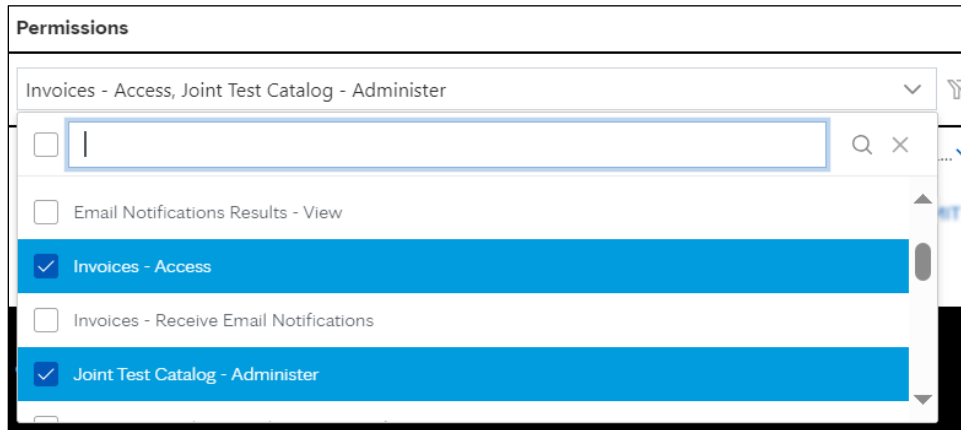 Permissions
Invoices - Access, Joint Test Catalog - Administer
Email Notifications Results - View
Invoices - Access
Invoices - Receive Email Notifications
Joint Test Catalog - Administer